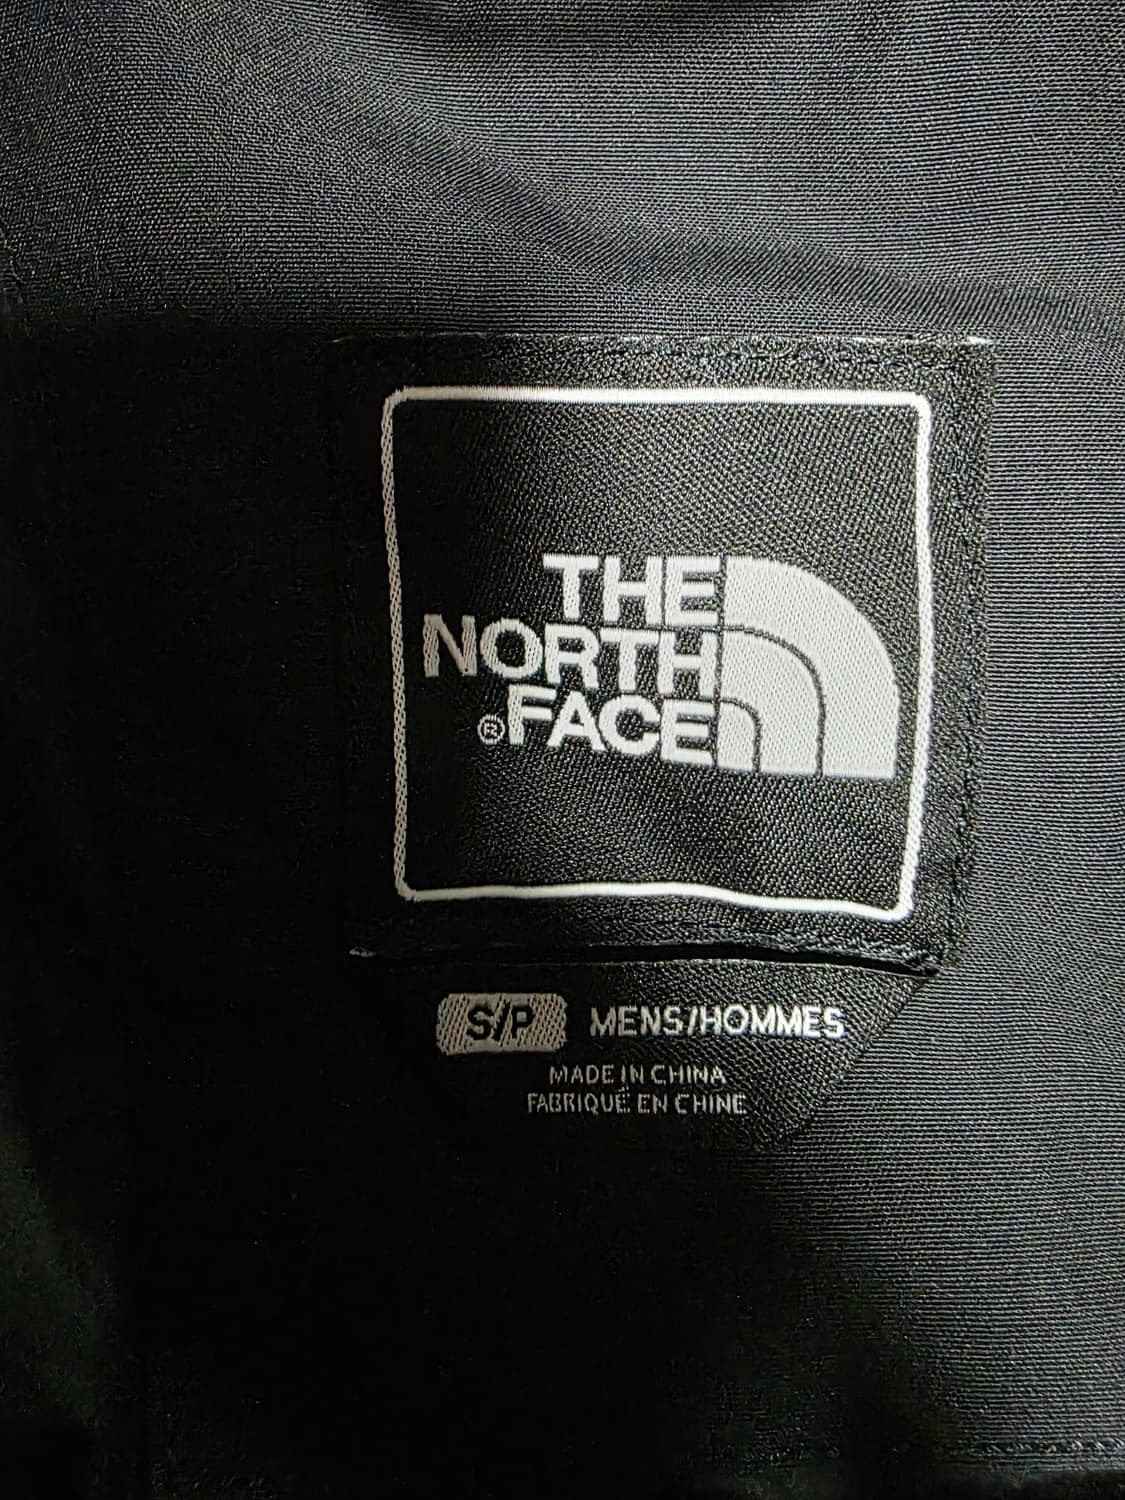 THE
NORTH
®FACE
S/P MENS/HOMMES
MADE IN CHINA
FABRIQUÉ EN CHINE